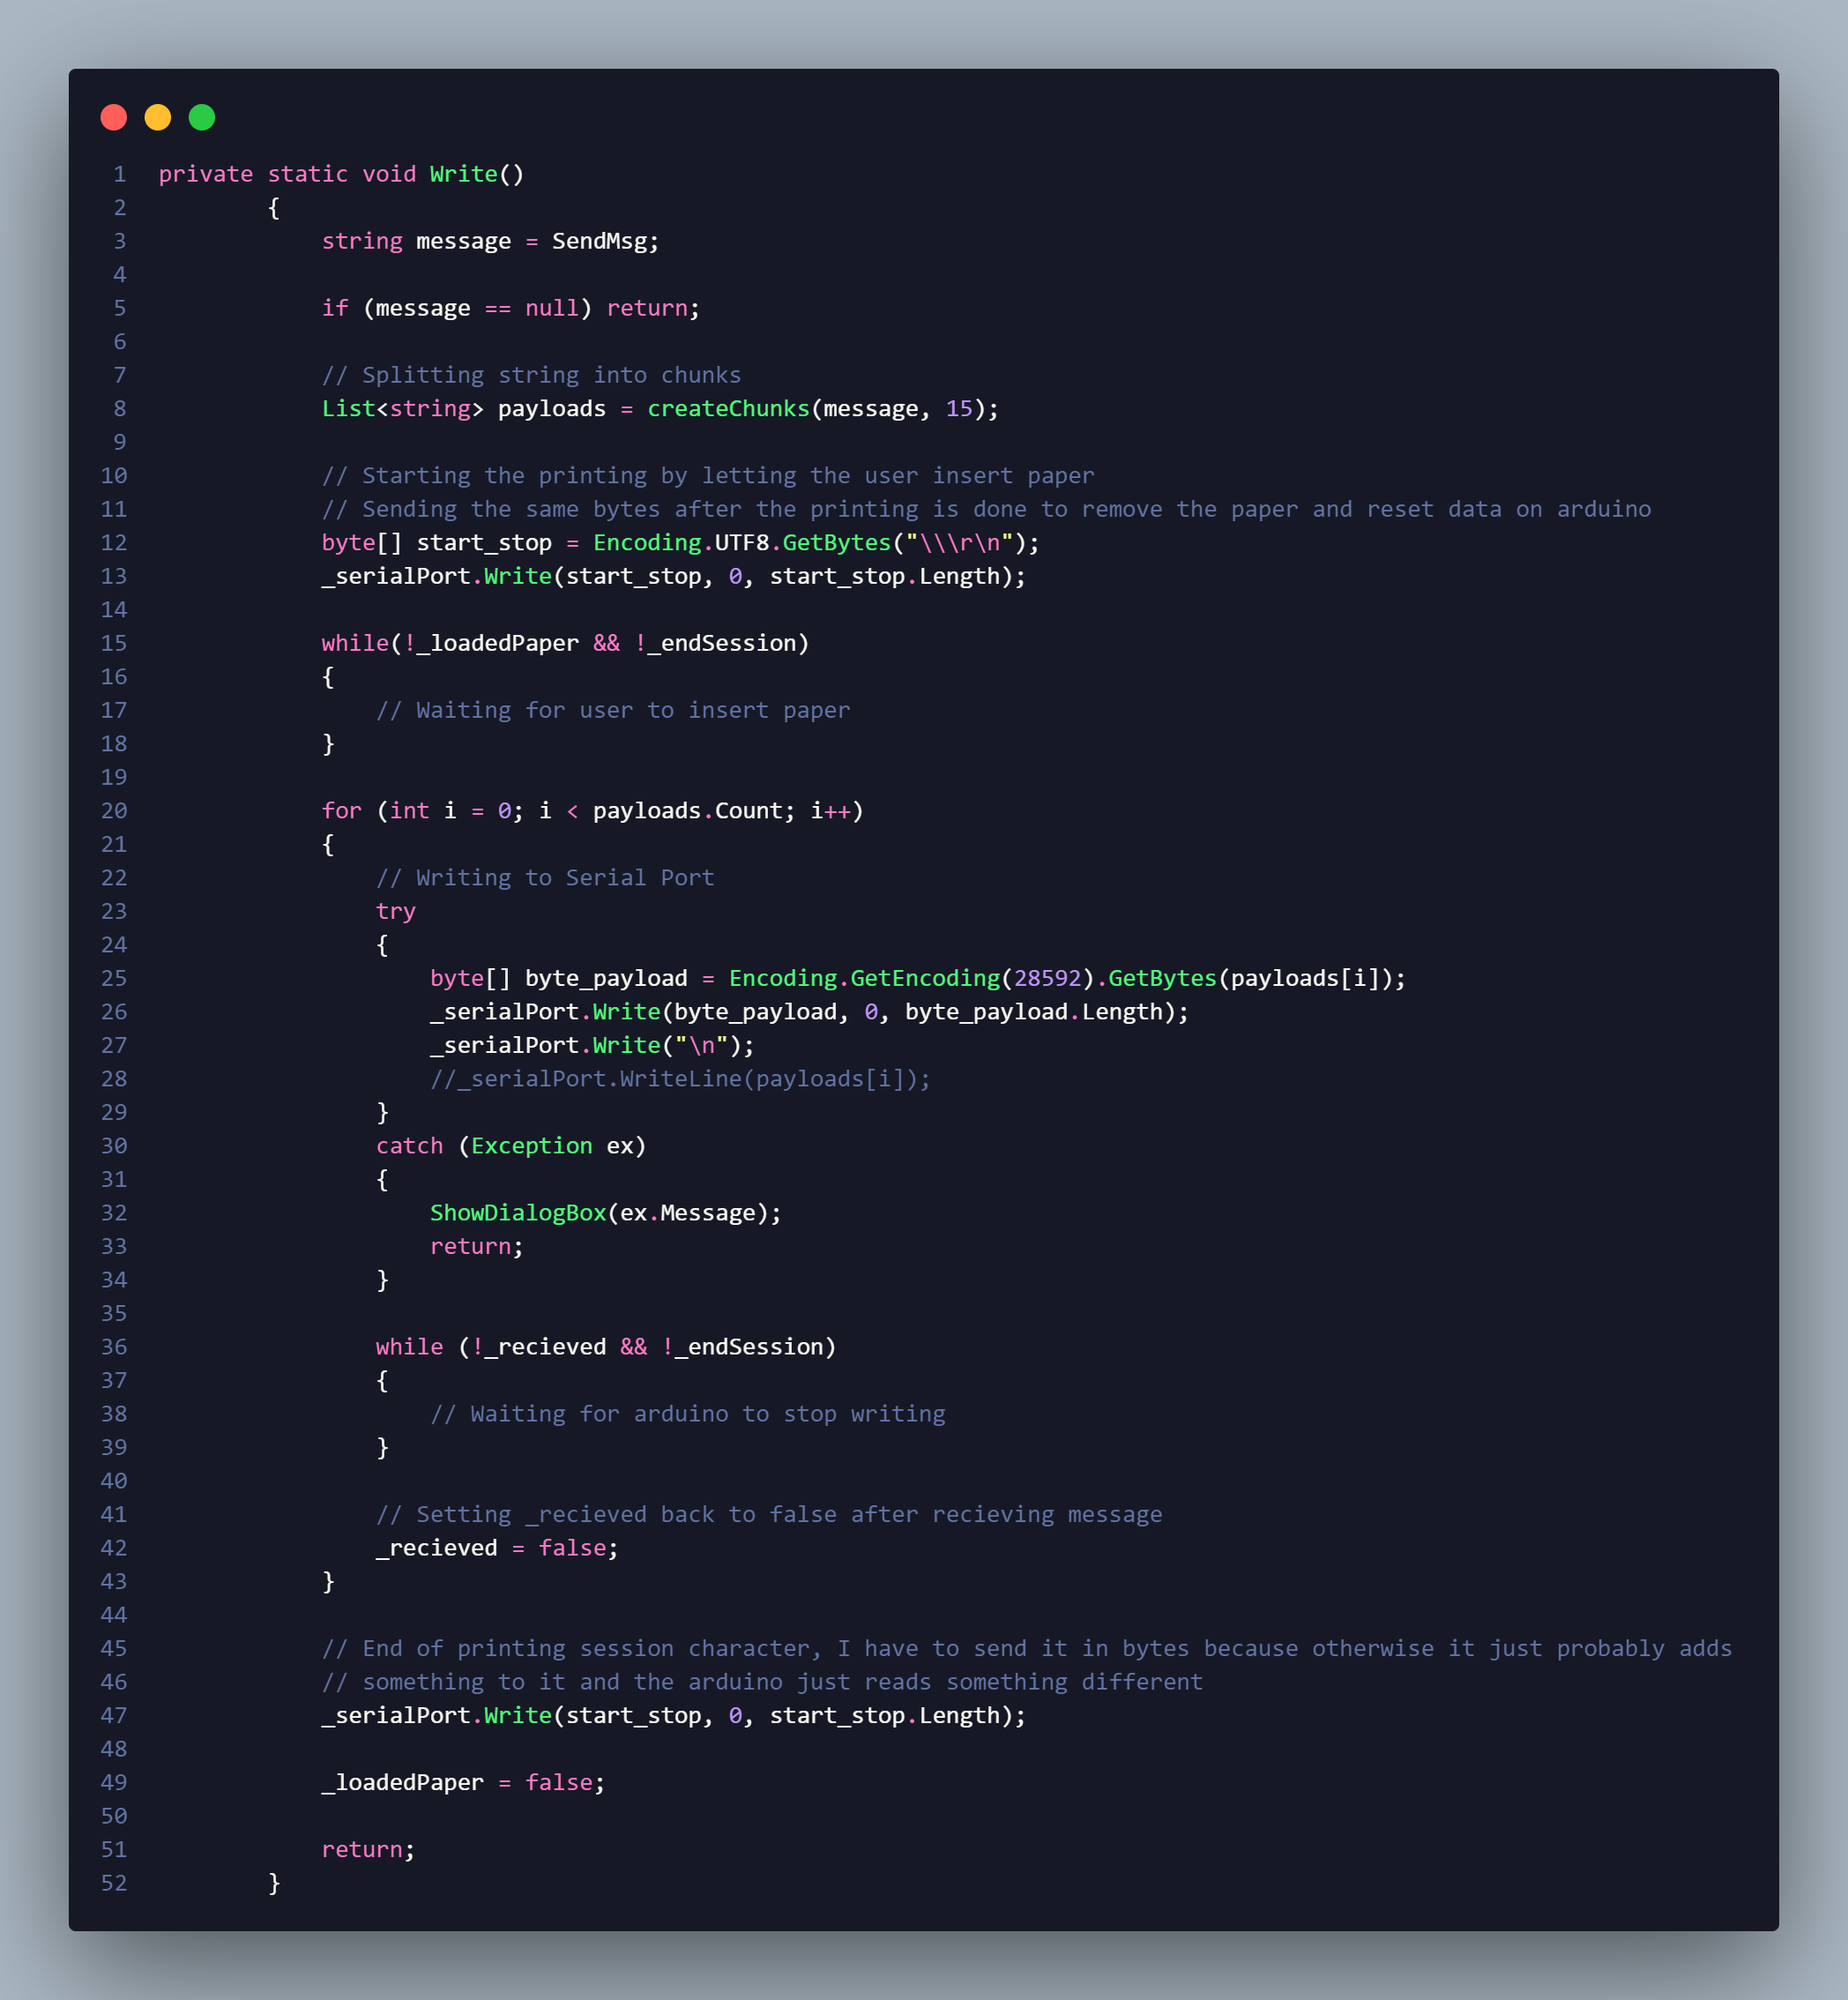 1 private static void Write()
2 {
3 string message = SendMsg;
4
5 if (message == null) return;
6
7 // Splitting string into chunks
8 List<string> payloads = createChunks(message, 15);
9
10 // Starting the printing by letting the user insert paper
11 // Sending the same bytes after the printing is done to remove the paper and reset data on arduino
12 byte[] start_stop = Encoding.UTF8.GetBytes("\\\r\n");
13 _serialPort.Write(start_stop, 0, start_stop.Length);
14
15 while(!_loadedPaper && !_endSession)
16 {
17 // Waiting for user to insert paper
18 }
19
20 for (int i = 0; i < payloads.Count; i++)
21 {
22 // Writing to Serial Port
23 try
24 {
25 byte[] byte_payload = Encoding.GetEncoding(28592).GetBytes(payloads[i]);
26 _serialPort.Write(byte_payload, 0, byte_payload.Length);
27 _serialPort.Write("\n");
28 //_serialPort.WriteLine(payloads[i]);
29 }
30 catch (Exception ex)
31 {
32 ShowDialogBox(ex.Message);
33 return;
34 }
35
36 while (!_recieved && !_endSession)
37 {
38 // Waiting for arduino to stop writing
39 }
40
41 // Setting _recieved back to false after recieving message
42 _recieved = false;
43 }
44
45 // End of printing session character, I have to send it in bytes because otherwise it just probably adds
46 // something to it and the arduino just reads something different
47 _serialPort.Write(start_stop, 0, start_stop.Length);
48
49 _loadedPaper = false;
50
51 return;
52 }